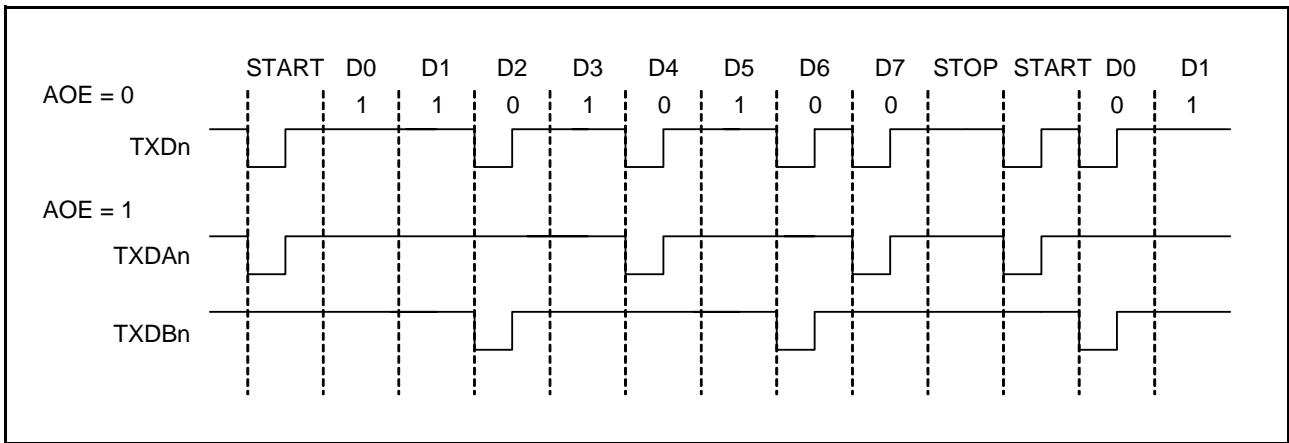 START D0 D1 D2 D3 D4 D5 D6 D7 STOP START D0 D1
AOE = 0
1 1 0 1 0 1 0 0 0 1
TXDn
AOE = 1
TXDAn
TXDBn